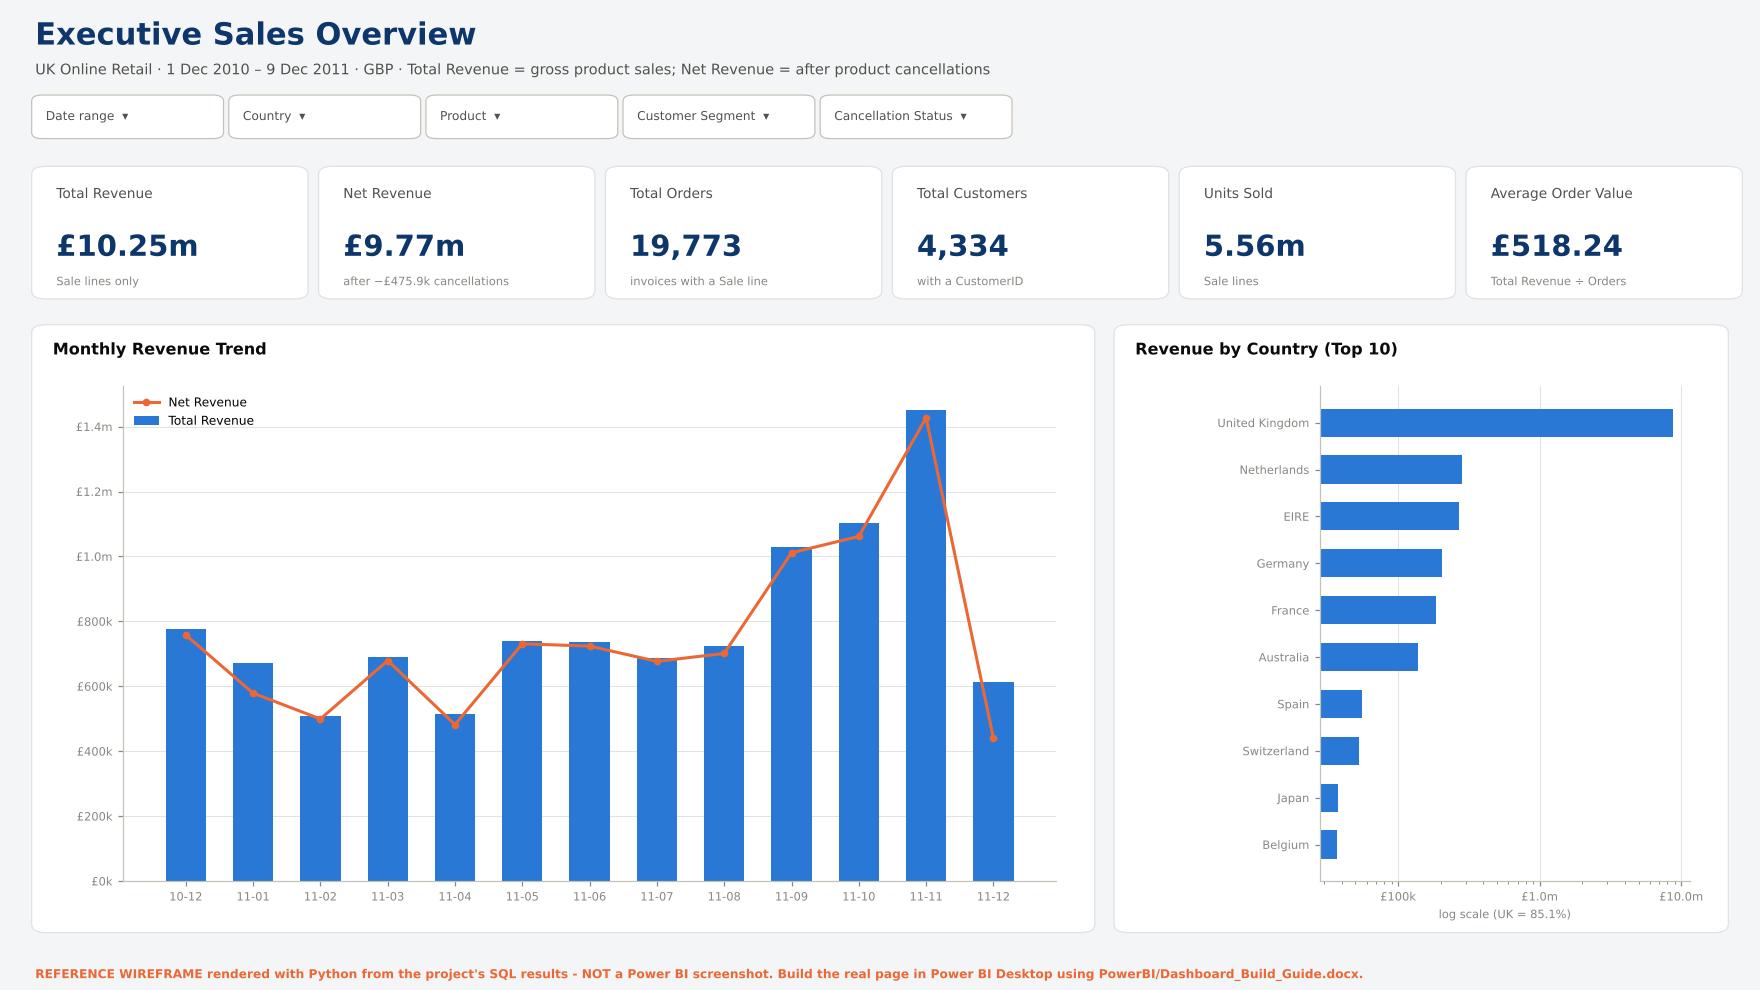 Executive Sales Overview
UK Online Retail · 1 Dec 2010 – 9 Dec 2011 · GBP · Total Revenue = gross product sales; Net Revenue = after product cancellations
Date range ▾
Country ▾
Product ▾
Customer Segment ▾
Cancellation Status ▾
Total Revenue
£10.25m
Sale lines only
Net Revenue
£9.77m
after −£475.9k cancellations
Total Orders
19,773
invoices with a Sale line
Total Customers
4,334
with a CustomerID
Units Sold
5.56m
Sale lines
Average Order Value
£518.24
Total Revenue ÷ Orders
Monthly Revenue Trend
Net Revenue
Total Revenue
£1.4m
£1.2m
£1.0m
£800k
£600k
£400k
£200k
£0k
10-12 11-01 11-02 11-03 11-04 11-05 11-06 11-07 11-08 11-09 11-10 11-11 11-12
Revenue by Country (Top 10)
United Kingdom
Netherlands
EIRE
Germany
France
Australia
Spain
Switzerland
Japan
Belgium
£100k £1.0m £10.0m
log scale (UK = 85.1%)
REFERENCE WIREFRAME rendered with Python from the project's SQL results - NOT a Power BI screenshot. Build the real page in Power BI Desktop using PowerBI/Dashboard_Build_Guide.docx.